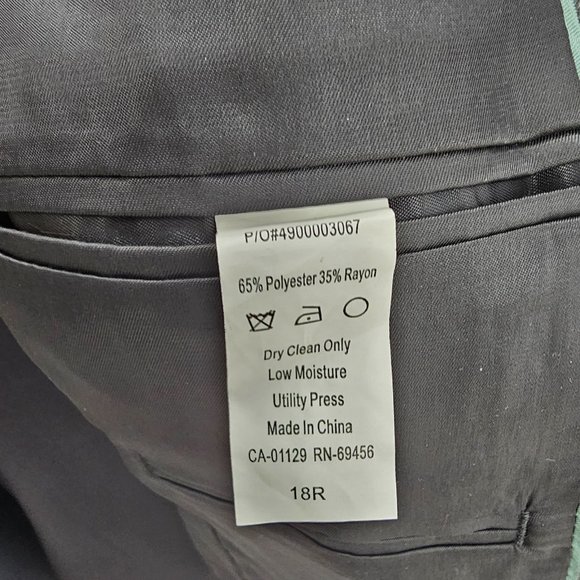 P/O#4900003067
65% Polyester 35% Rayon
Dry Clean Only
Low Moisture
Utility Press
Made In China
CA-01129 RN-69456
18R